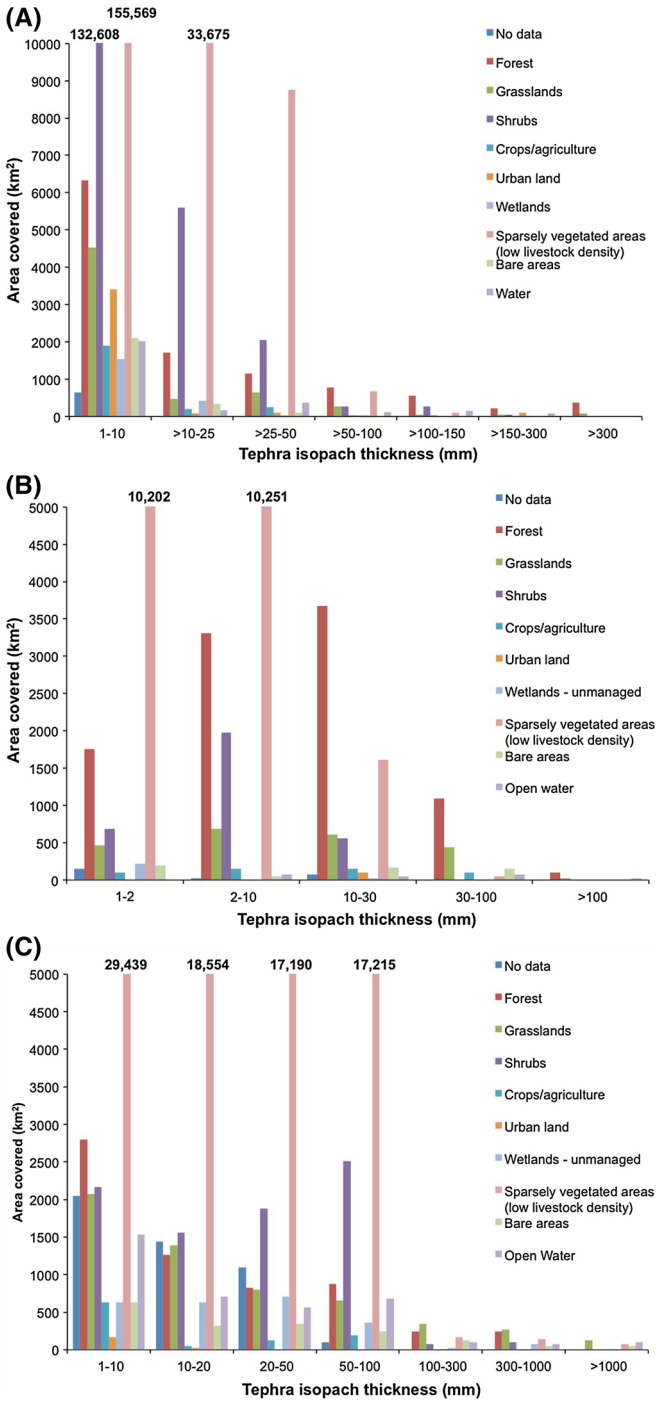 (A)
155,569
132,608
33,675
10000
9000
8000
7000
6000
5000
4000
3000
2000
1000
0
Area covered (km²)
1-10
>10-25
>25-50
>50-100
>100-150
>150-300
>300
Tephra isopach thickness (mm)
No data
Forest
Grasslands
Shrubs
Crops/agriculture
Urban land
Wetlands
Sparsely vegetated areas
(low livestock density)
Bare areas
Water
(B)
10,202
10,251
5000
4500
4000
3500
3000
2500
2000
1500
1000
500
0
Area covered (km²)
1-2
2-10
10-30
30-100
>100
Tephra isopach thickness (mm)
No data
Forest
Grasslands
Shrubs
Crops/agriculture
Urban land
Wetlands - unmanaged
Sparsely vegetated areas
(low livestock density)
Bare areas
Open water
(C)
29,439
18,554
17,190
17,215
5000
4500
4000
3500
3000
2500
2000
1500
1000
500
0
Area covered (km²)
1-10
10-20
20-50
50-100
100-300
300-1000
>1000
Tephra isopach thickness (mm)
No data
Forest
Grasslands
Shrubs
Crops/agriculture
Urban land
Wetlands - unmanaged
Sparsely vegetated areas
(low livestock density)
Bare areas
Open Water